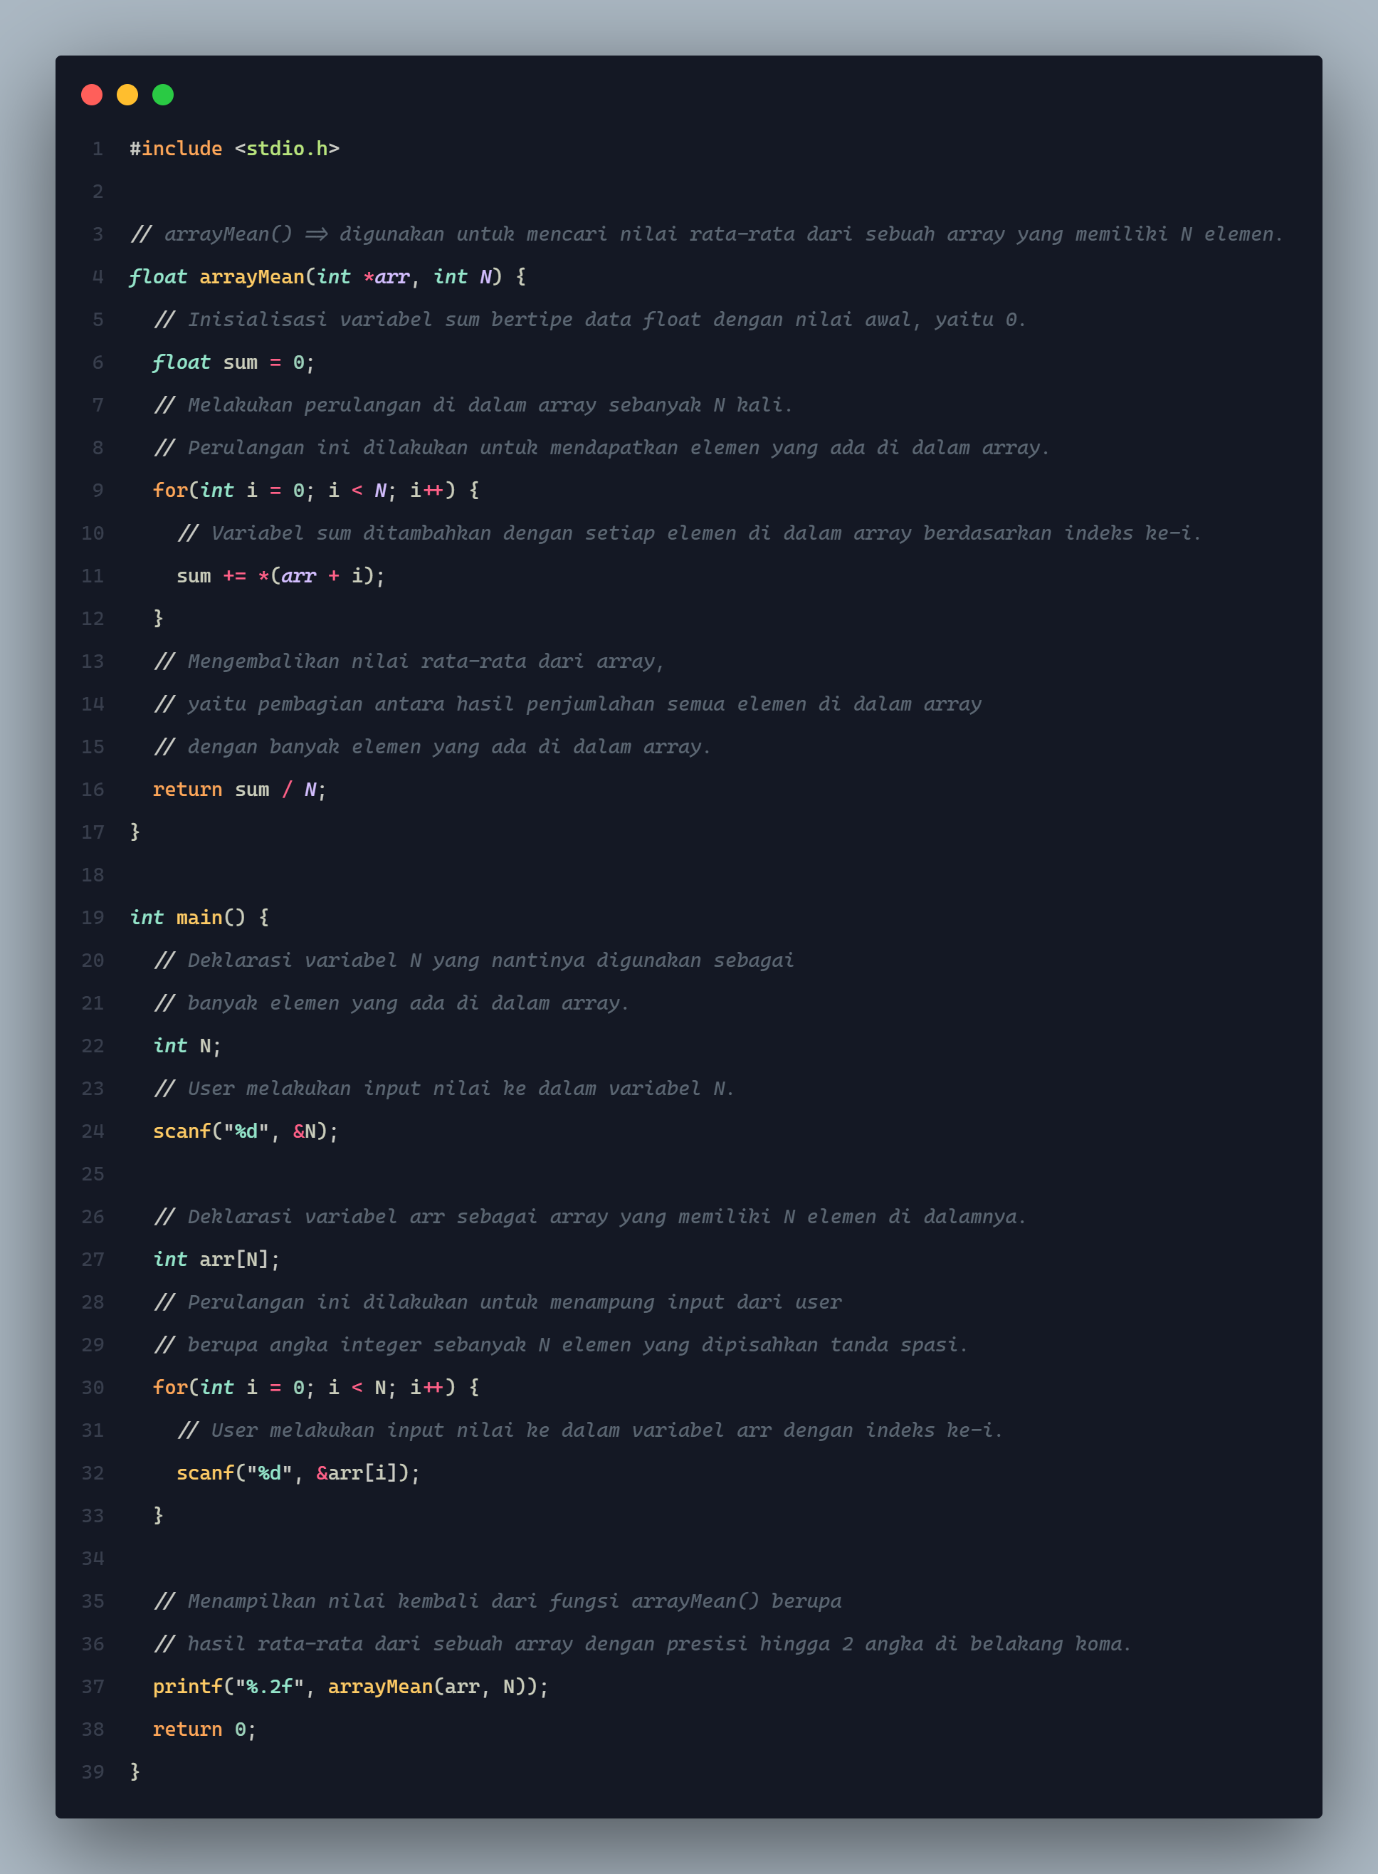 1 #include <stdio.h>
2
3 // arrayMean() => digunakan untuk mencari nilai rata-rata dari sebuah array yang memiliki N elemen.
4 float arrayMean(int *arr, int N) {
5   // Inisialisasi variabel sum bertipe data float dengan nilai awal, yaitu 0.
6   float sum = 0;
7   // Melakukan perulangan di dalam array sebanyak N kali.
8   // Perulangan ini dilakukan untuk mendapatkan elemen yang ada di dalam array.
9   for(int i = 0; i < N; i++) {
10     // Variabel sum ditambahkan dengan setiap elemen di dalam array berdasarkan indeks ke-i.
11     sum += *(arr + i);
12   }
13   // Mengembalikan nilai rata-rata dari array,
14   // yaitu pembagian antara hasil penjumlahan semua elemen di dalam array
15   // dengan banyak elemen yang ada di dalam array.
16   return sum / N;
17 }
18
19 int main() {
20   // Deklarasi variabel N yang nantinya digunakan sebagai
21   // banyak elemen yang ada di dalam array.
22   int N;
23   // User melakukan input nilai ke dalam variabel N.
24   scanf("%d", &N);
25
26   // Deklarasi variabel arr sebagai array yang memiliki N elemen di dalamnya.
27   int arr[N];
28   // Perulangan ini dilakukan untuk menampung input dari user
29   // berupa angka integer sebanyak N elemen yang dipisahkan tanda spasi.
30   for(int i = 0; i < N; i++) {
31     // User melakukan input nilai ke dalam variabel arr dengan indeks ke-i.
32     scanf("%d", &arr[i]);
33   }
34
35   // Menampilkan nilai kembali dari fungsi arrayMean() berupa
36   // hasil rata-rata dari sebuah array dengan presisi hingga 2 angka di belakang koma.
37   printf("%.2f", arrayMean(arr, N));
38   return 0;
39 }